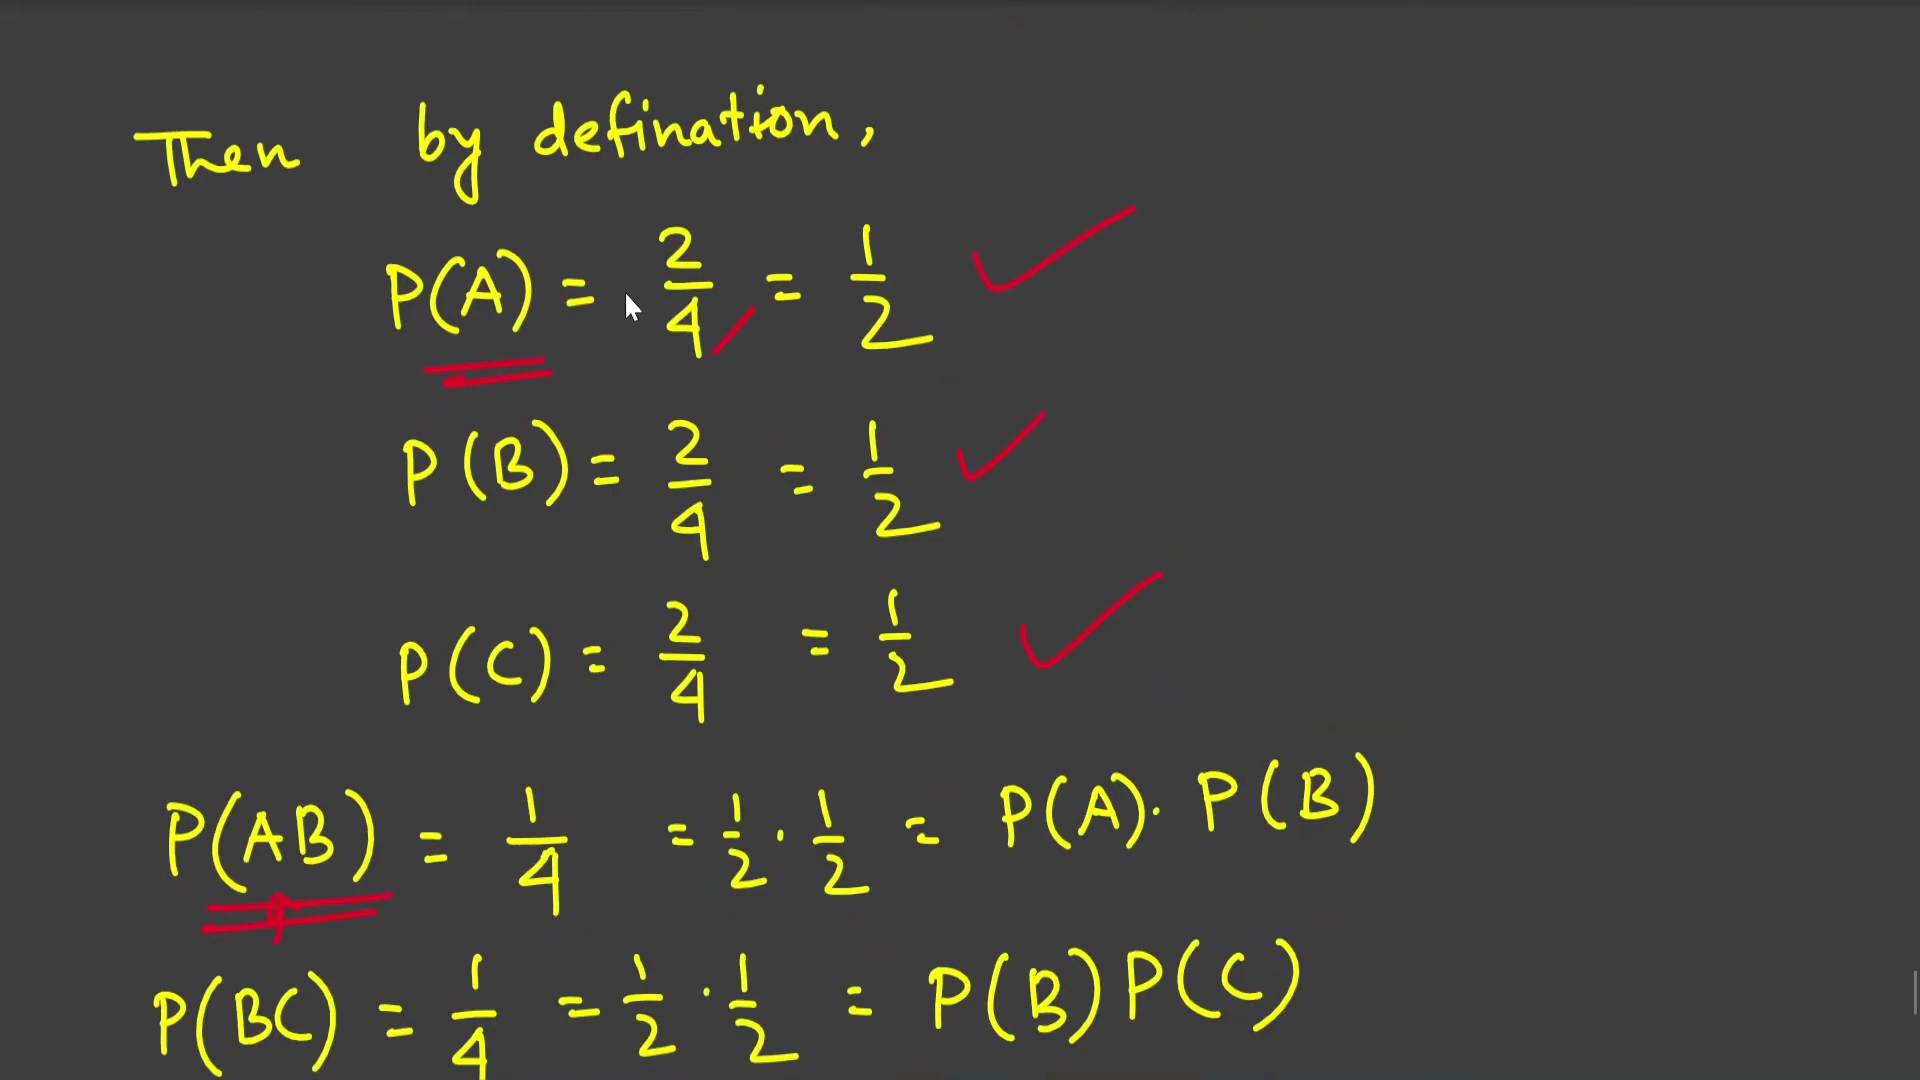 Then by defination,
P(A) = 2/4 = 1/2
P(B) = 2/4 = 1/2
P(C) = 2/4 = 1/2
P(AB) = 1/4 = 1/2 · 1/2 = P(A) · P(B)
P(BC) = 1/4 = 1/2 · 1/2 = P(B) P(C)